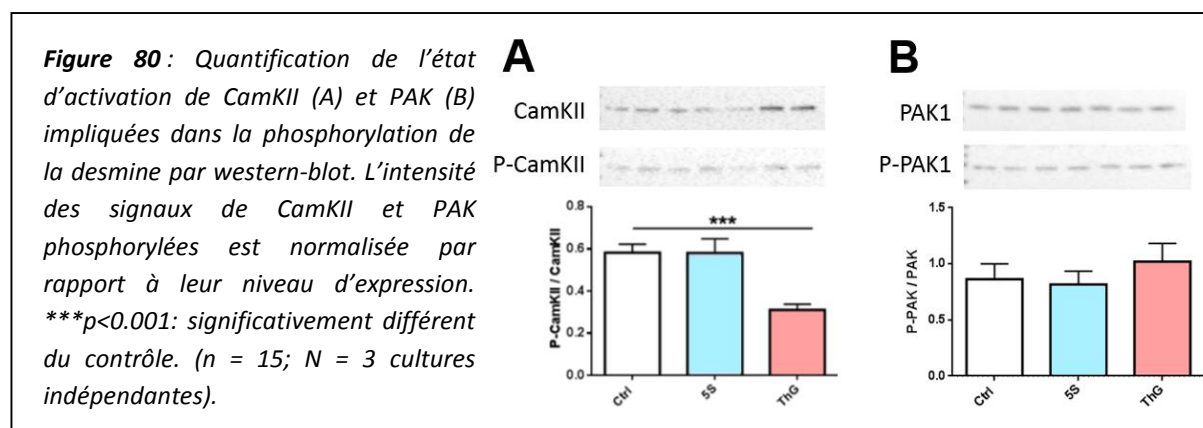 Figure 80 : Quantification de l'état
d'activation de CamKII (A) et PAK (B)
impliquées dans la phosphorylation de
la desmine par western-blot. L'intensité
des signaux de CamKII et PAK
phosphorylées est normalisée par
rapport à leur niveau d'expression.
***p<0.001: significativement différent
du contrôle. (n = 15; N = 3 cultures
indépendantes).
A
CamKII
P-CamKII
P-CamKII / CamKII
0.8
0.6
0.4
0.2
0.0
***
Ctrl
5S
ThG
B
PAK1
P-PAK1
P-PAK / PAK
1.5
1.0
0.5
0.0
Ctrl
5S
ThG